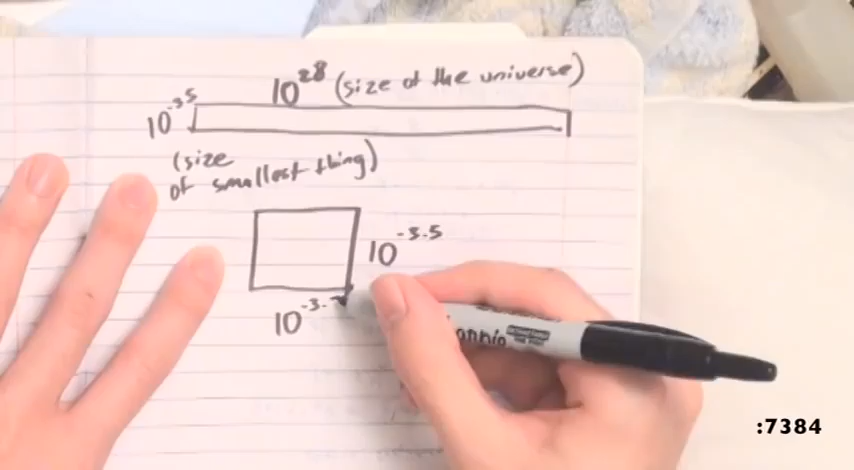 10^28 (size of the universe)
10^-35
(size
of smallest thing)
10^-3.5
10^-3.
:7384